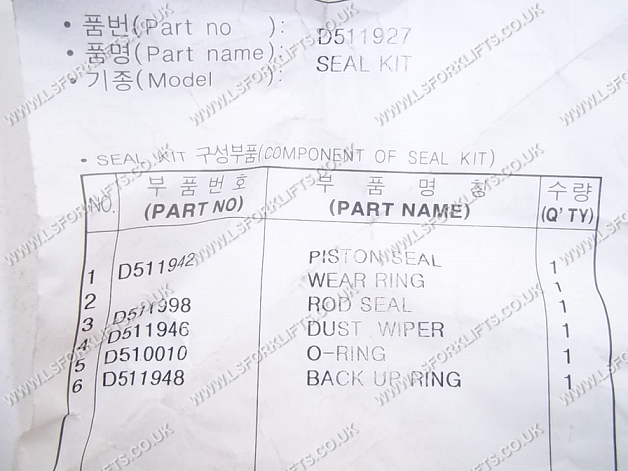 • 품번(Part no ): D511927
• 품명(Part name): SEAL KIT
• 기종(Model ):
• SEAL KIT 구성부품(COMPONENT OF SEAL KIT)
NO. 부 품 번 호 부 품 명 칭 수 량
(PART NO) (PART NAME) (Q' TY)
1 D511942 PISTON SEAL 1
2 WEAR RING 1
3 D511998 ROD SEAL 1
4 D511946 DUST WIPER 1
5 D510010 O-RING 1
6 D511948 BACK UP RING 1
WWW.LSFORKLIFTS.CO.UK